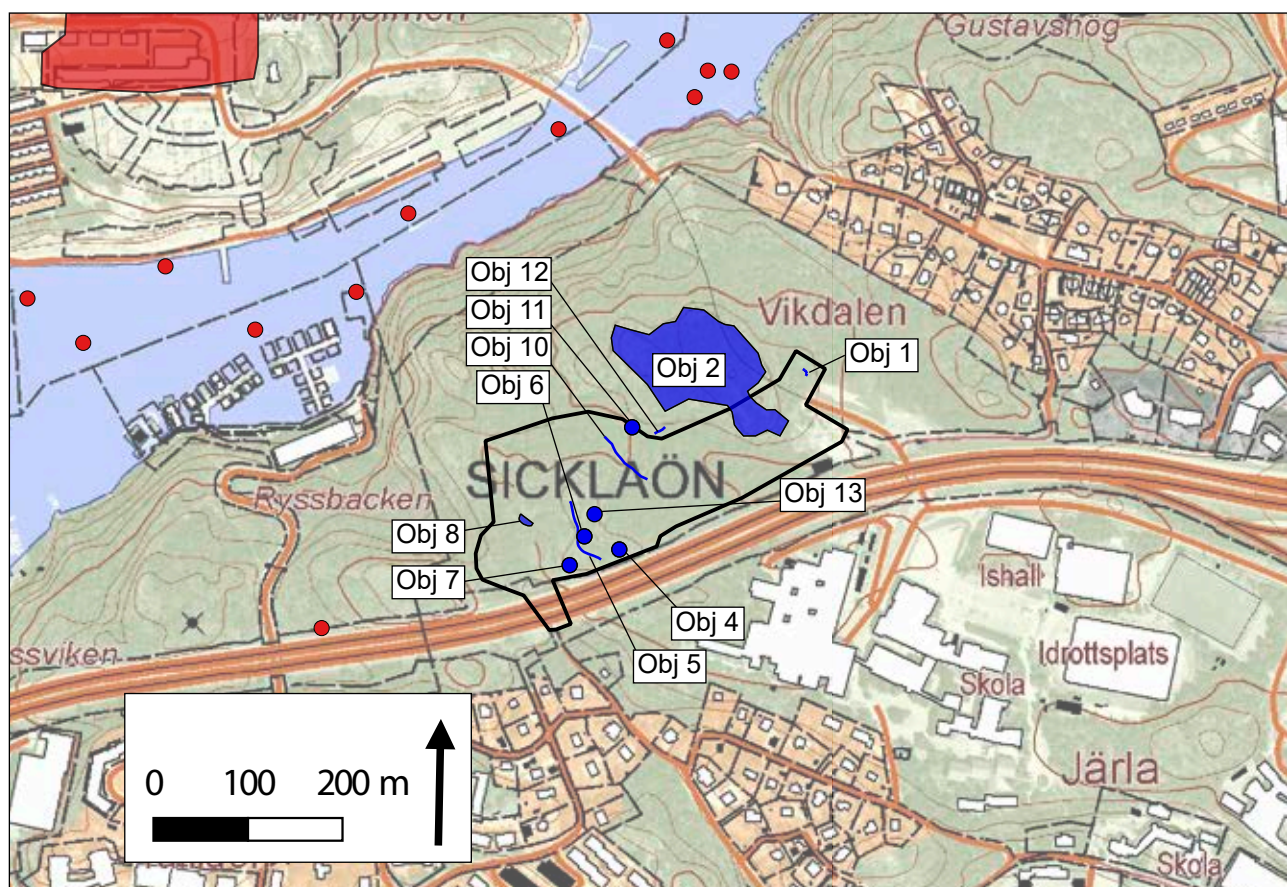 Gustavshög
Obj 12
Obj 11
Vikdalen
Obj 10
Obj 1
Obj 2
Obj 6
SICKLAÖN
Ryssbacken
Obj 13
Obj 8
Ishall
Obj 7
Obj 4
Idrottsplats
ssviken
Obj 5
Skola
Järla
0 100 200 m
Skola